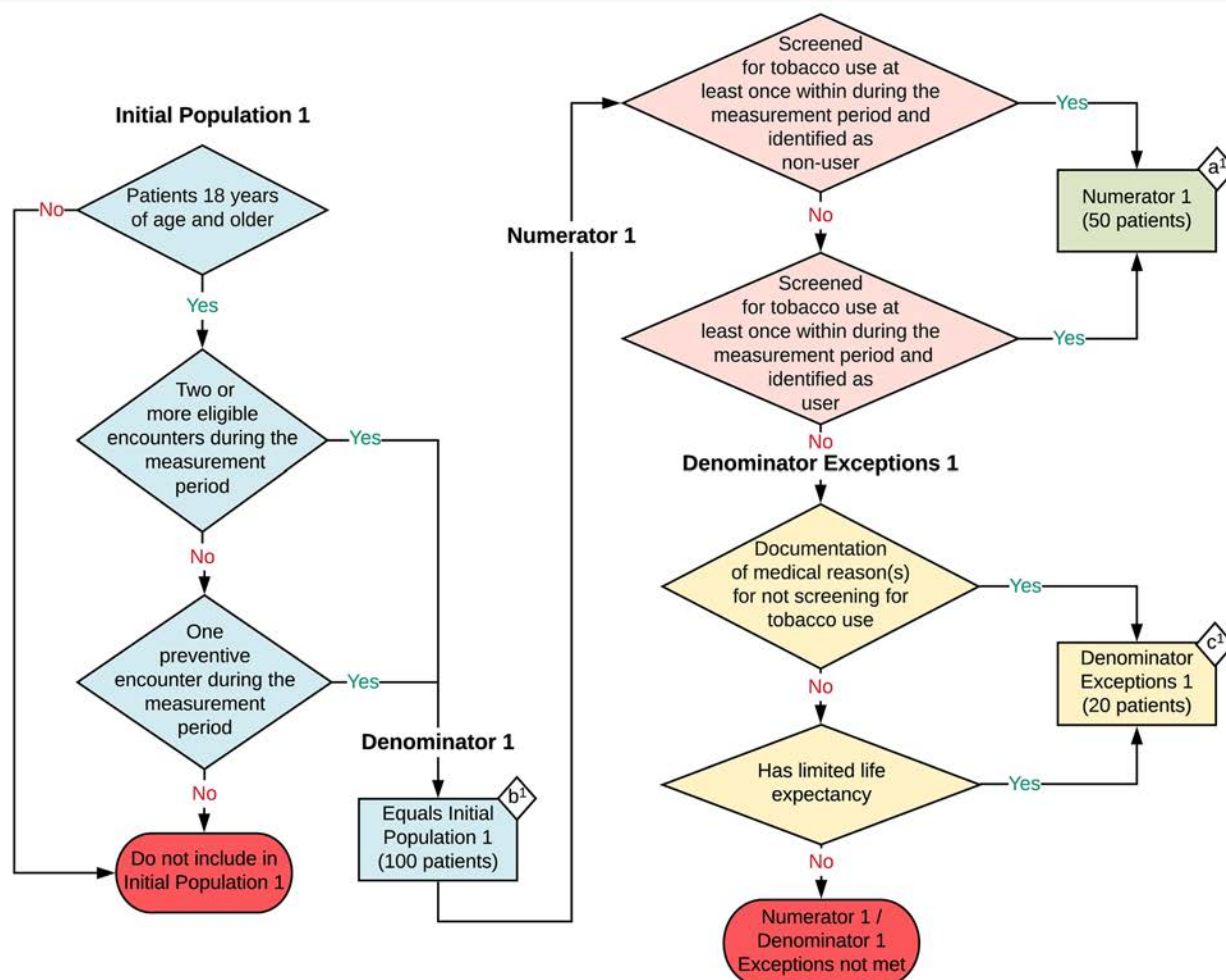 Initial Population 1
Patients 18 years
of age and older
No
Yes
Two or
more eligible
encounters during the
measurement
period
Yes
No
One
preventive
encounter during the
measurement
period
Yes
No
Do not include in
Initial Population 1
Denominator 1
b¹
Equals Initial
Population 1
(100 patients)
Numerator 1
Screened
for tobacco use at
least once within during the
measurement period and
identified as
non-user
Yes
a¹
Numerator 1
(50 patients)
No
Screened
for tobacco use at
least once within during the
measurement period and
identified as
user
Yes
No
Denominator Exceptions 1
Documentation
of medical reason(s)
for not screening for
tobacco use
Yes
c¹
Denominator
Exceptions 1
(20 patients)
No
Has limited life
expectancy
Yes
No
Numerator 1 /
Denominator 1
Exceptions not met